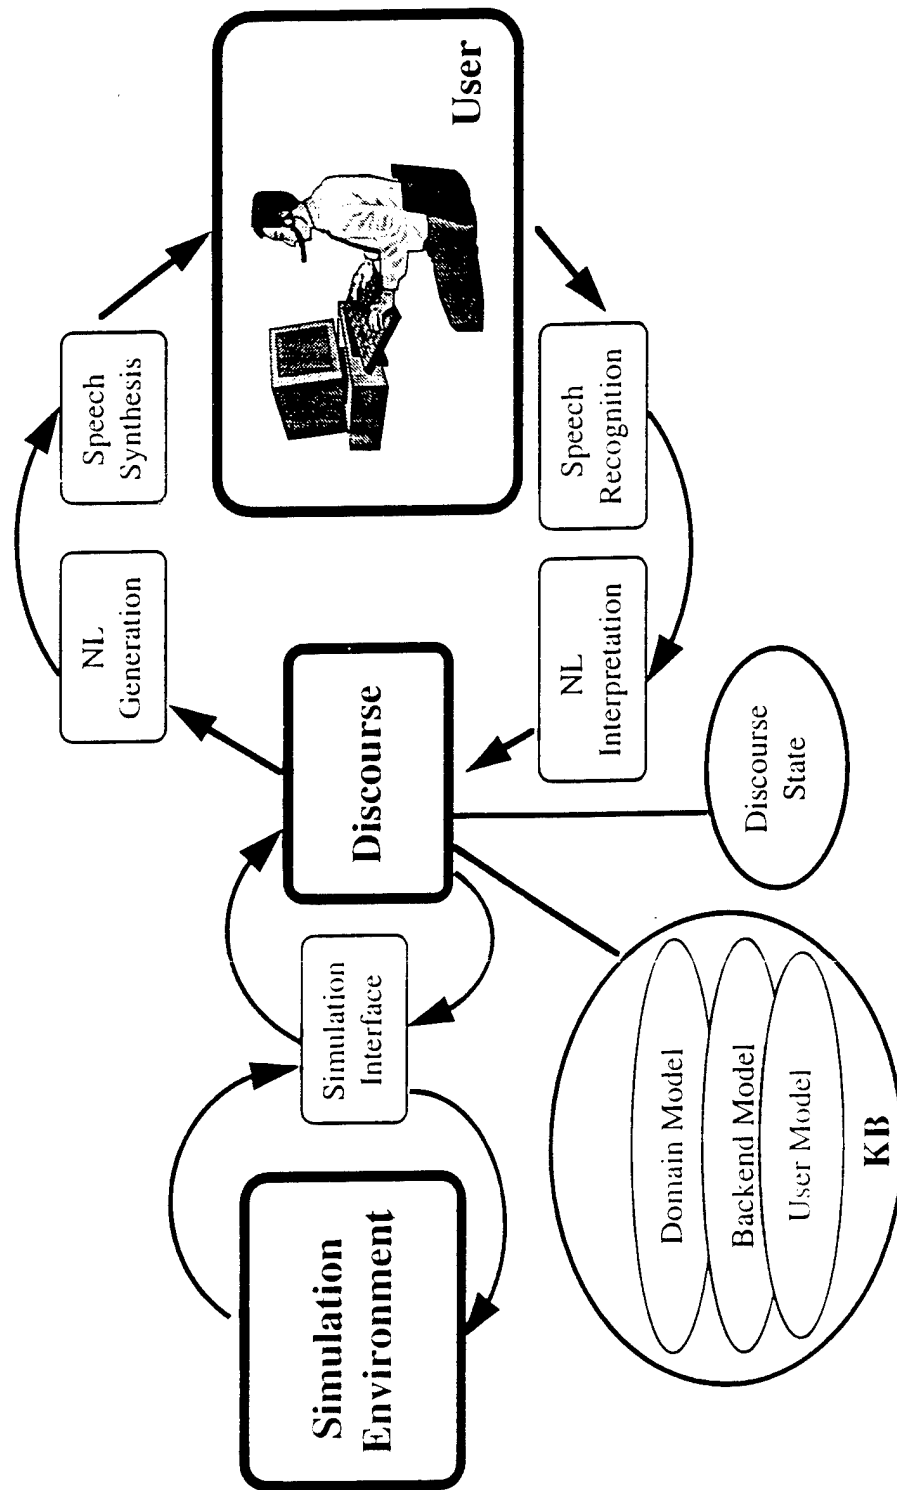 Speech
Synthesis
NL
Generation
User
Discourse
Simulation
Interface
Simulation
Environment
Speech
Recognition
NL
Interpretation
Discourse
State
Domain Model
Backend Model
User Model
KB